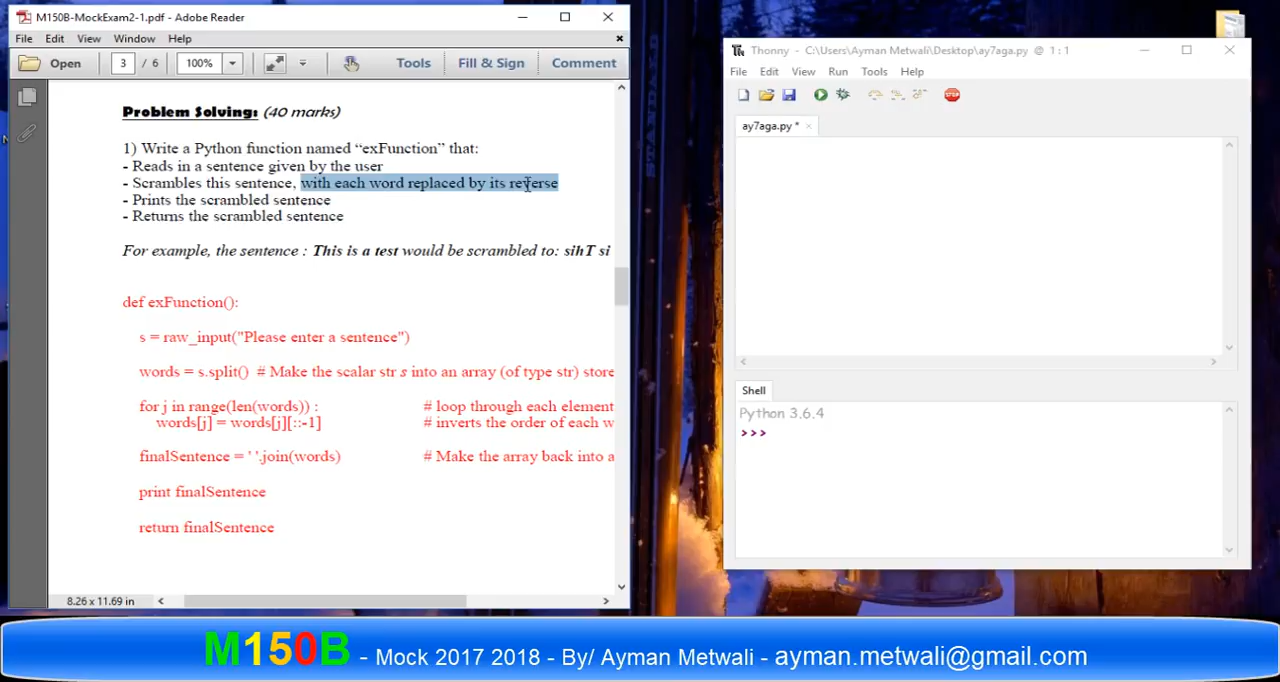 M150B-MockExam2-1.pdf - Adobe Reader
File Edit View Window Help
Open 3 / 6 100% Tools Fill & Sign Comment
Problem Solving: (40 marks)
1) Write a Python function named “exFunction” that:
- Reads in a sentence given by the user
- Scrambles this sentence, with each word replaced by its reverse
- Prints the scrambled sentence
- Returns the scrambled sentence
For example, the sentence : This is a test would be scrambled to: sihT si
def exFunction():
s = raw_input("Please enter a sentence")
words = s.split() # Make the scalar str s into an array (of type str) store
for j in range(len(words)) : # loop through each element
words[j] = words[j][::-1] # inverts the order of each w
finalSentence = ' '.join(words) # Make the array back into a
print finalSentence
return finalSentence
8.26 x 11.69 in
Thonny - C:\Users\Ayman Metwali\Desktop\ay7aga.py @ 1 : 1
File Edit View Run Tools Help
STOP
ay7aga.py *
Shell
Python 3.6.4
>>>
STANDARD
M150B - Mock 2017 2018 - By/ Ayman Metwali - ayman.metwali@gmail.com